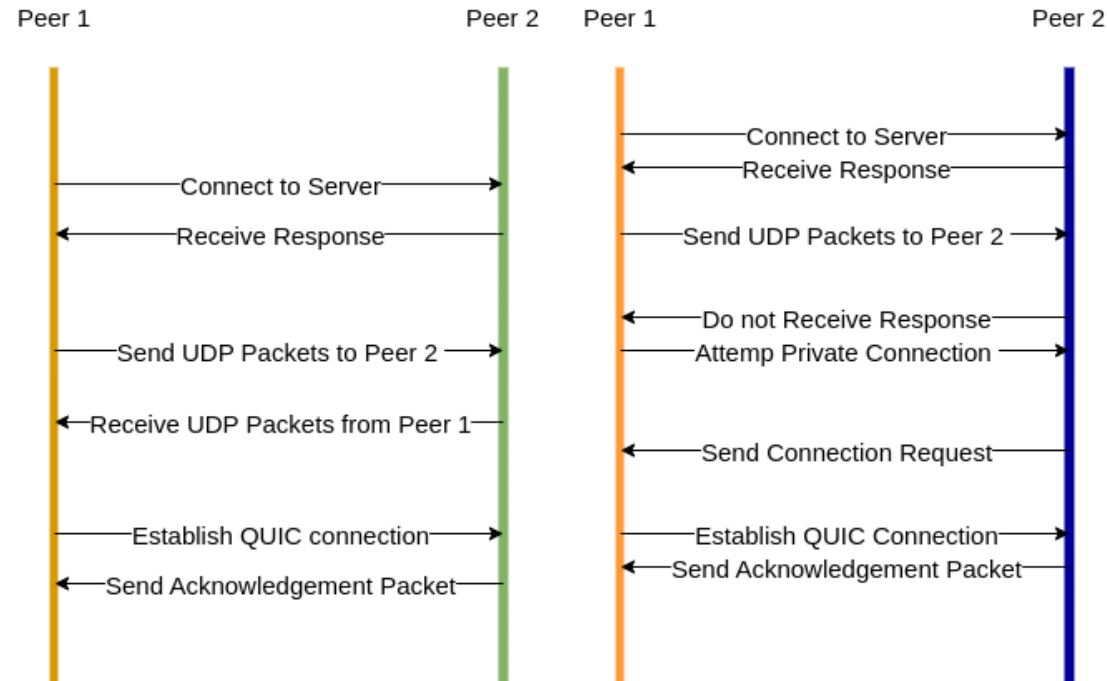 Peer 1
Peer 2
Connect to Server
Receive Response
Send UDP Packets to Peer 2
Receive UDP Packets from Peer 1
Establish QUIC connection
Send Acknowledgement Packet
Peer 1
Peer 2
Connect to Server
Receive Response
Send UDP Packets to Peer 2
Do not Receive Response
Attemp Private Connection
Send Connection Request
Establish QUIC Connection
Send Acknowledgement Packet